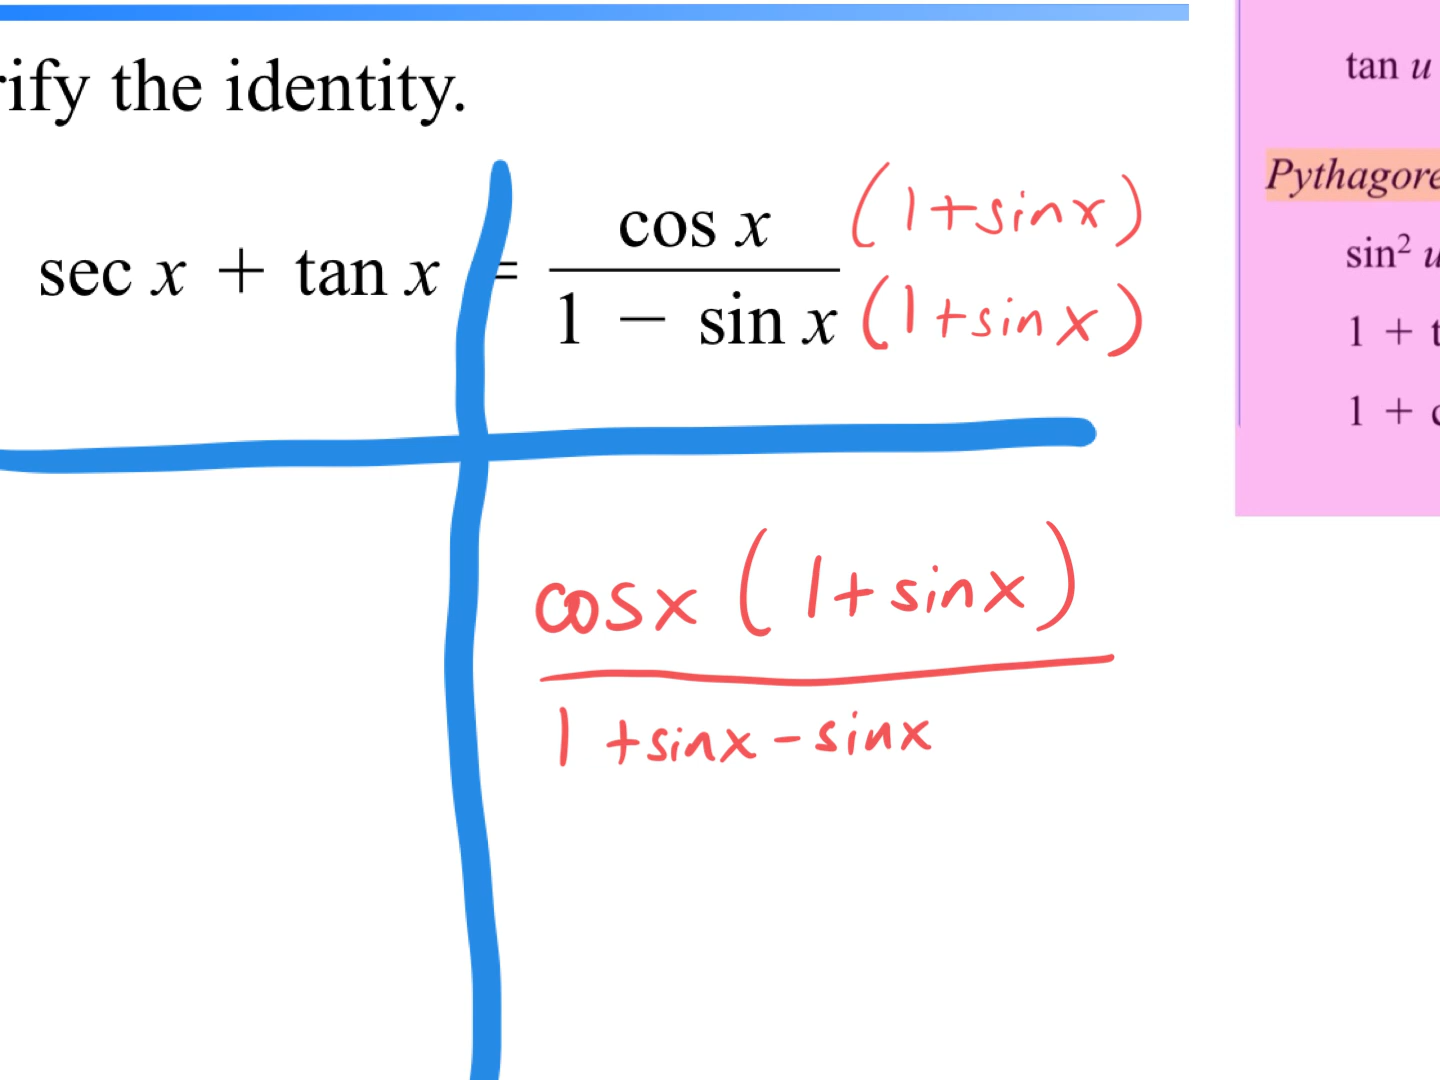 rify the identity.
sec x + tan x = cos x / 1 − sin x (1+sinx) / (1+sinx)
cosx (1+sinx)
1 +sinx-sinx
tan u
Pythagore
sin² u
1 + t
1 + c